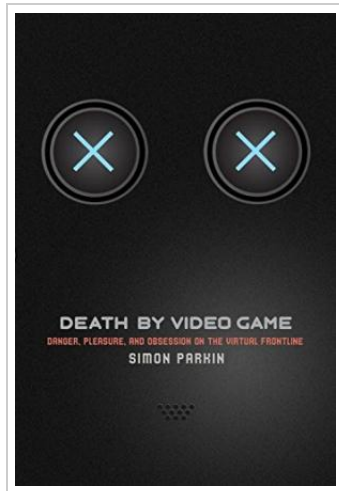 DEATH BY VIDEO GAME
DANGER, PLEASURE, AND OBSESSION ON THE VIRTUAL FRONTLINE
SIMON PARKIN